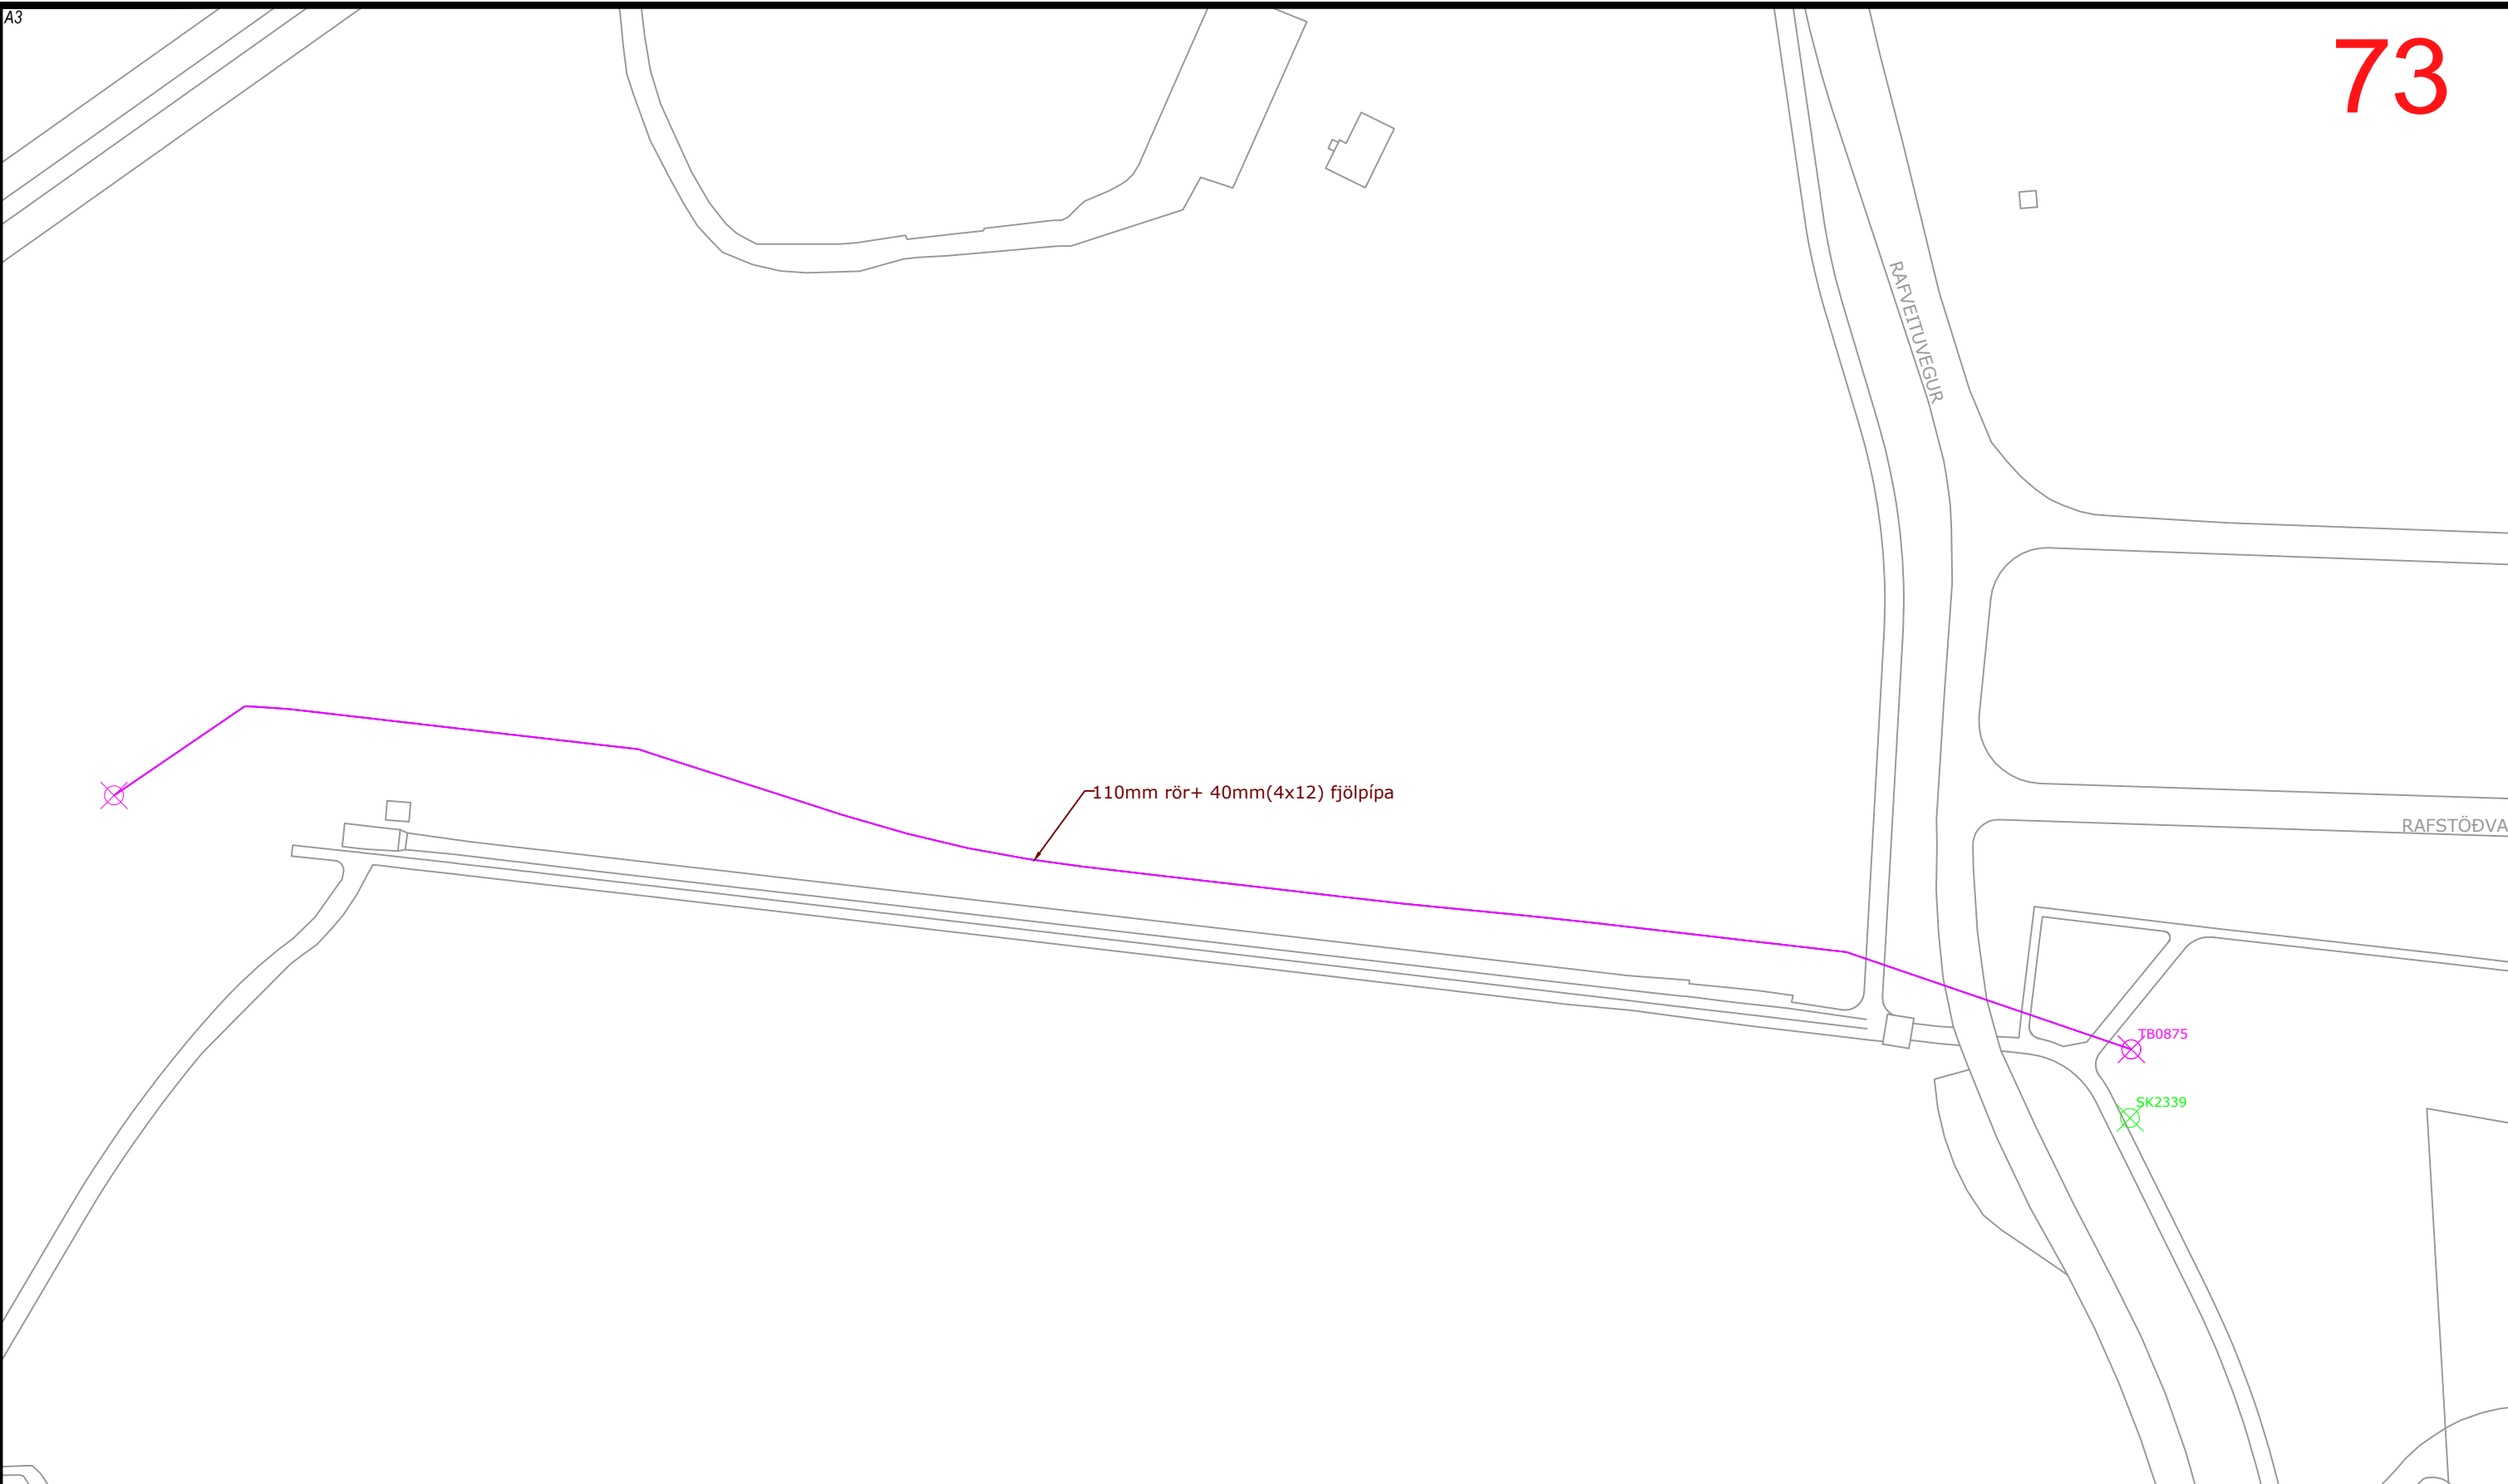 A3
73
RAFVEITUVEGUR
110mm rör+ 40mm(4x12) fjölpípa
RAFSTÖÐVA
TB0875
SK2339